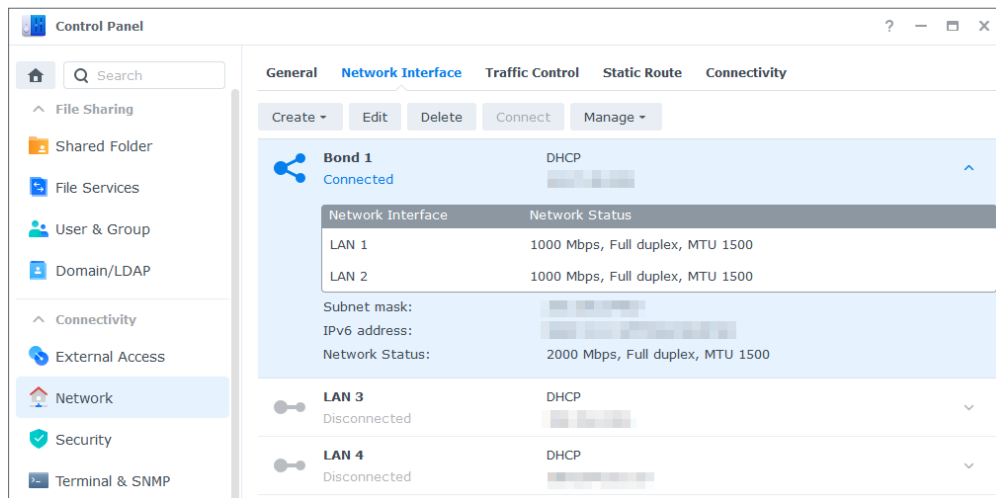 Control Panel
?
Search
General Network Interface Traffic Control Static Route Connectivity
File Sharing
Create Edit Delete Connect Manage
Shared Folder
Bond 1 DHCP
Connected
File Services
Network Interface Network Status
User & Group
LAN 1 1000 Mbps, Full duplex, MTU 1500
Domain/LDAP
LAN 2 1000 Mbps, Full duplex, MTU 1500
Subnet mask:
Connectivity
IPv6 address:
External Access
Network Status: 2000 Mbps, Full duplex, MTU 1500
Network
LAN 3 DHCP
Disconnected
Security
LAN 4 DHCP
Terminal & SNMP
Disconnected